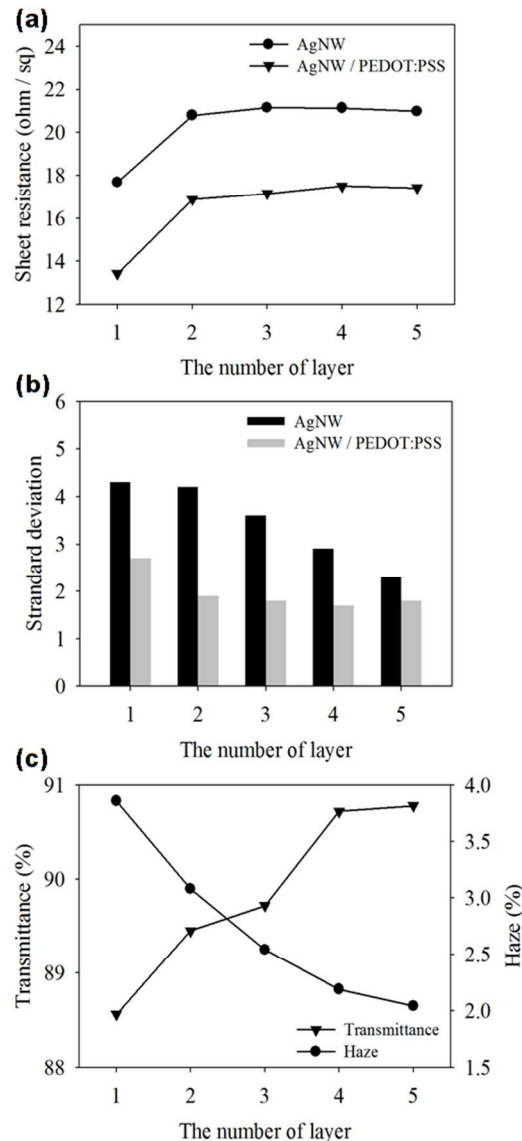 (a)
AgNW
AgNW / PEDOT:PSS
Sheet resistance (ohm / sq)
24
22
20
18
16
14
12
1 2 3 4 5
The number of layer
(b)
AgNW
AgNW / PEDOT:PSS
Strandard deviation
6
5
4
3
2
1
0
1 2 3 4 5
The number of layer
(c)
Transmittance (%)
91
90
89
88
4.0
3.5
3.0
2.5
2.0
1.5
Haze (%)
Transmittance
Haze
1 2 3 4 5
The number of layer